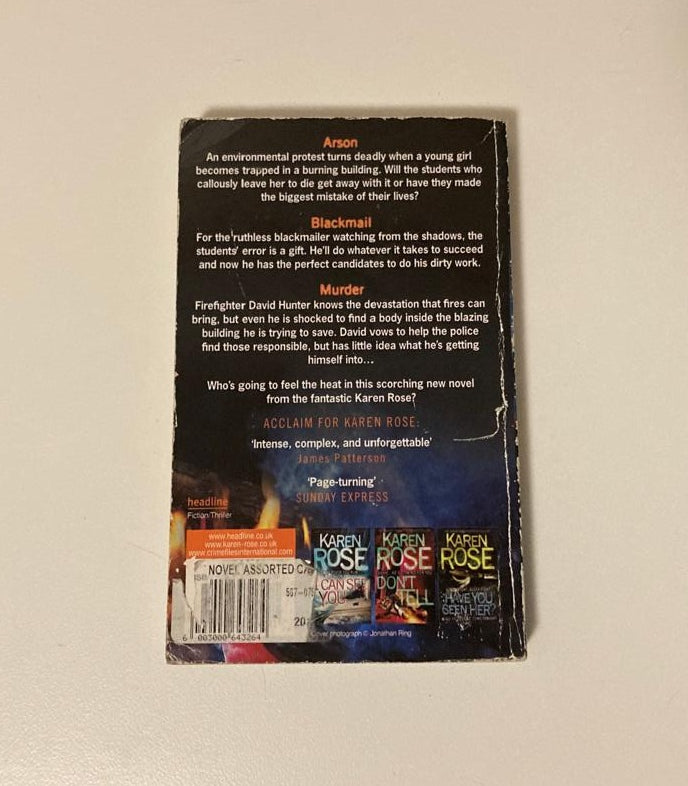 Arson
An environmental protest turns deadly when a young girl
becomes trapped in a burning building. Will the students who
callously leave her to die get away with it or have they made
the biggest mistake of their lives?
Blackmail
For the ruthless blackmailer watching from the shadows, the
students' error is a gift. He'll do whatever it takes to succeed
and now he has the perfect candidates to do his dirty work.
Murder
Firefighter David Hunter knows the devastation that fires can
bring, but even he is shocked to find a body inside the blazing
building he is trying to save. David vows to help the police
find those responsible, but has little idea what he's getting
himself into...
Who's going to feel the heat in this scorching new novel
from the fantastic Karen Rose?
ACCLAIM FOR KAREN ROSE:
'Intense, complex, and unforgettable'
James Patterson
'Page-turning'
SUNDAY EXPRESS
headline
Fiction/Thriller
www.headline.co.uk
www.karen-rose.co.uk
www.crimefilesinternational.com
NOVEL ASSORTED CA
ISBN
507-075
20
6 003000 643264
KAREN
ROSE
I CAN SEE
YOU
KAREN
ROSE
DON'T
TELL
KAREN
ROSE
HAVE YOU
SEEN HER?
Cover photograph © Jonathan Ring